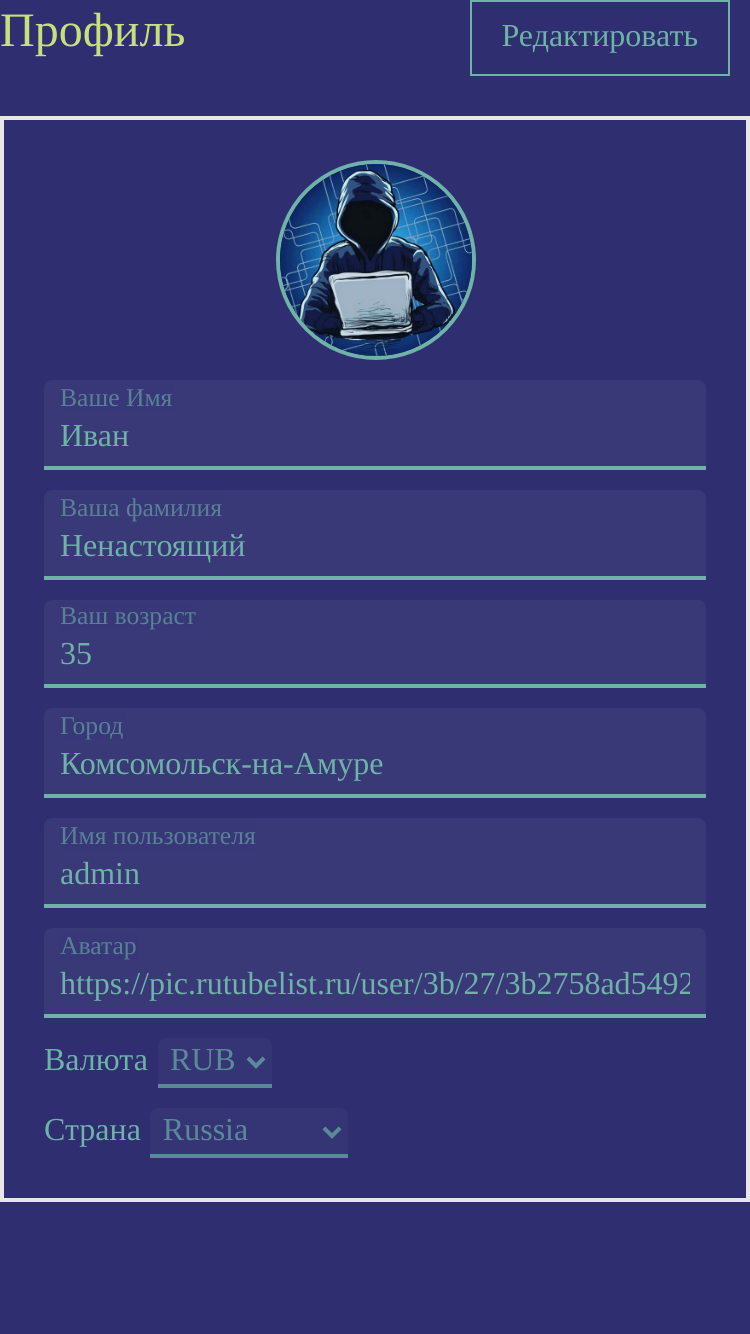 Профиль
Редактировать
Ваше Имя
Иван
Ваша фамилия
Ненастоящий
Ваш возраст
35
Город
Комсомольск-на-Амуре
Имя пользователя
admin
Аватар
https://pic.rutubelist.ru/user/3b/27/3b2758ad5492
Валюта RUB
Страна Russia